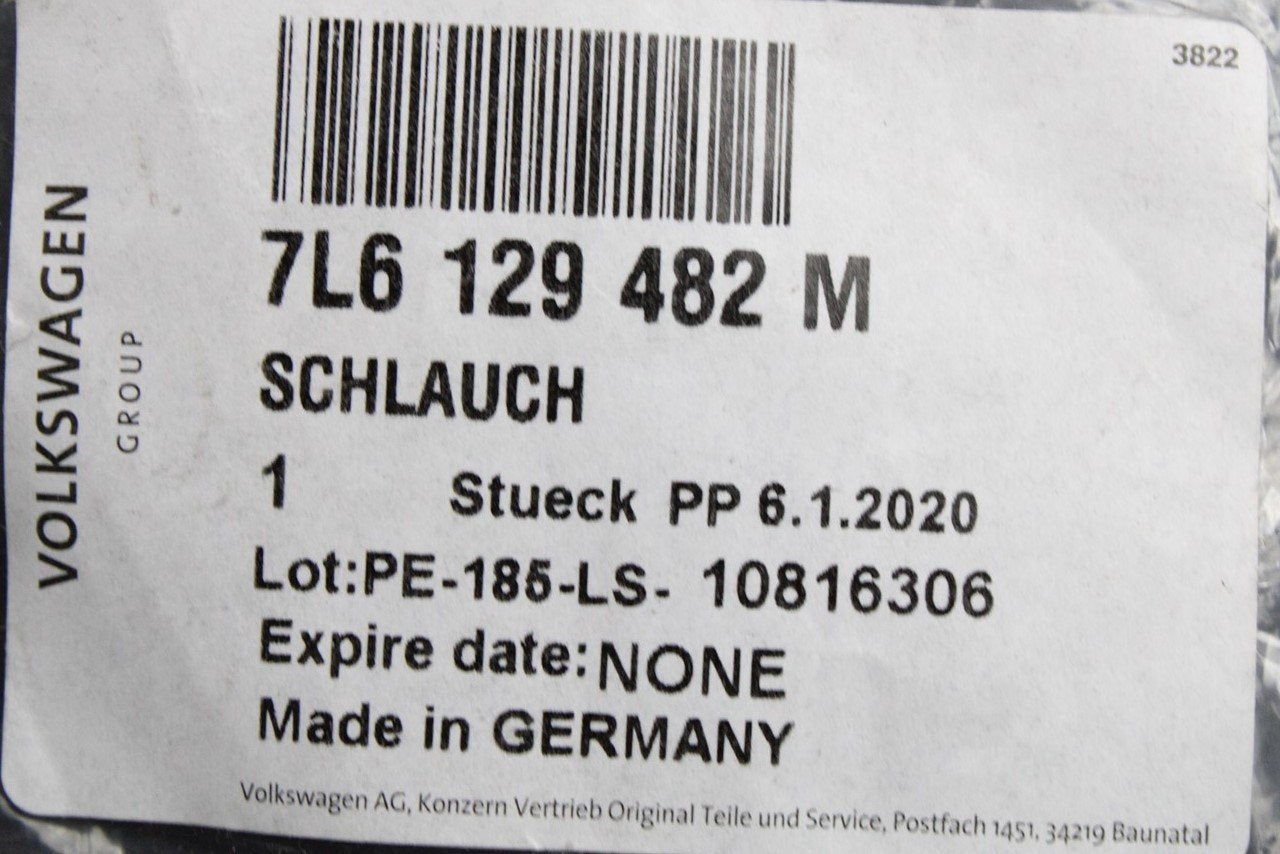 3822
VOLKSWAGEN
GROUP
7L6 129 482 M
SCHLAUCH
1 Stueck PP 6.1.2020
Lot:PE-185-LS- 10816306
Expire date:NONE
Made in GERMANY
Volkswagen AG, Konzern Vertrieb Original Teile und Service, Postfach 1451, 34219 Baunatal